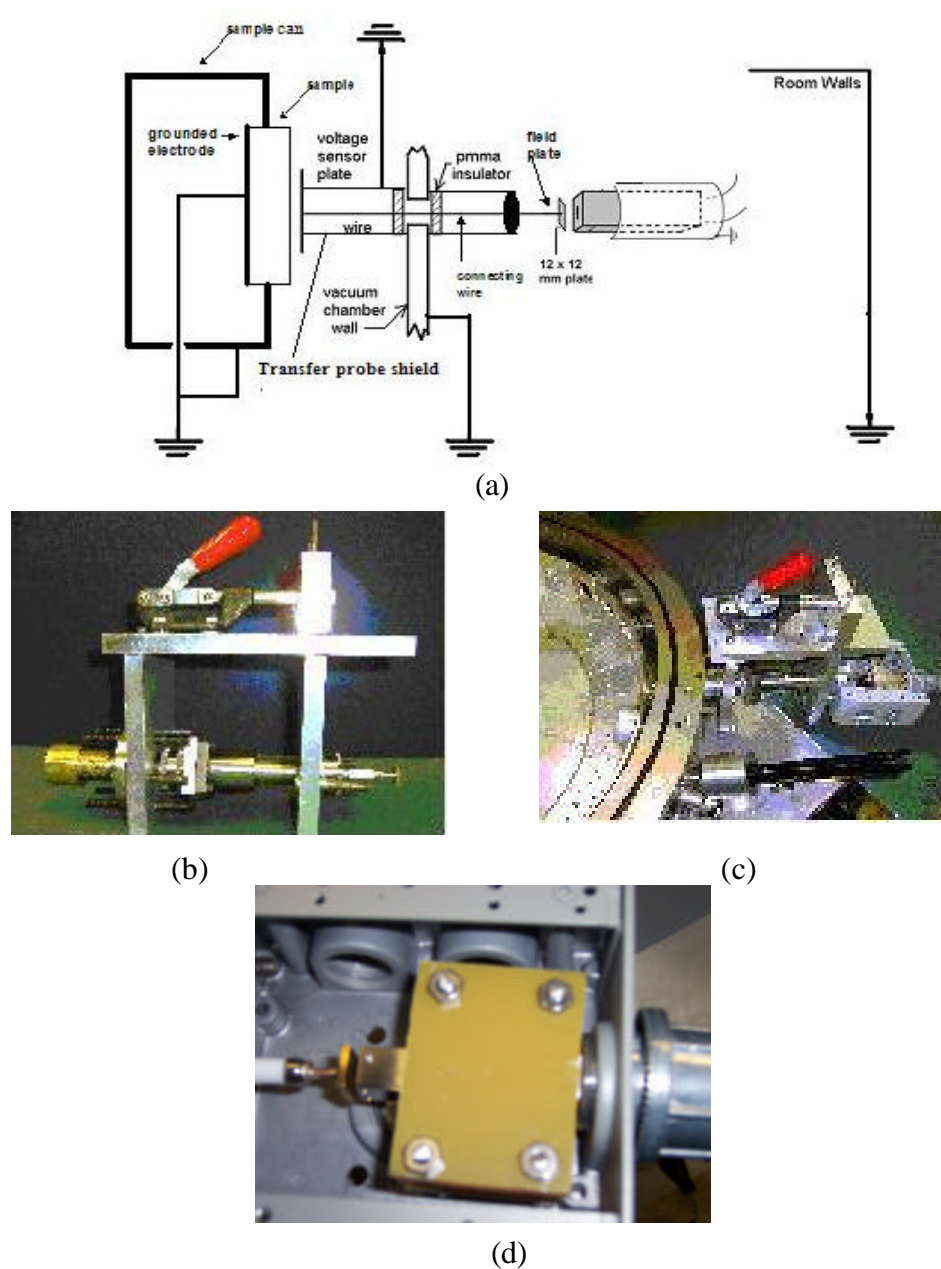 sample can
sample
grounded
electrode
voltage
sensor
plate
pmma
insulator
field
plate
Room Walls
wire
12 x 12
mm plate
connecting
wire
vacuum
chamber
wall
Transfer probe shield
(a)
(b)
(c)
(d)